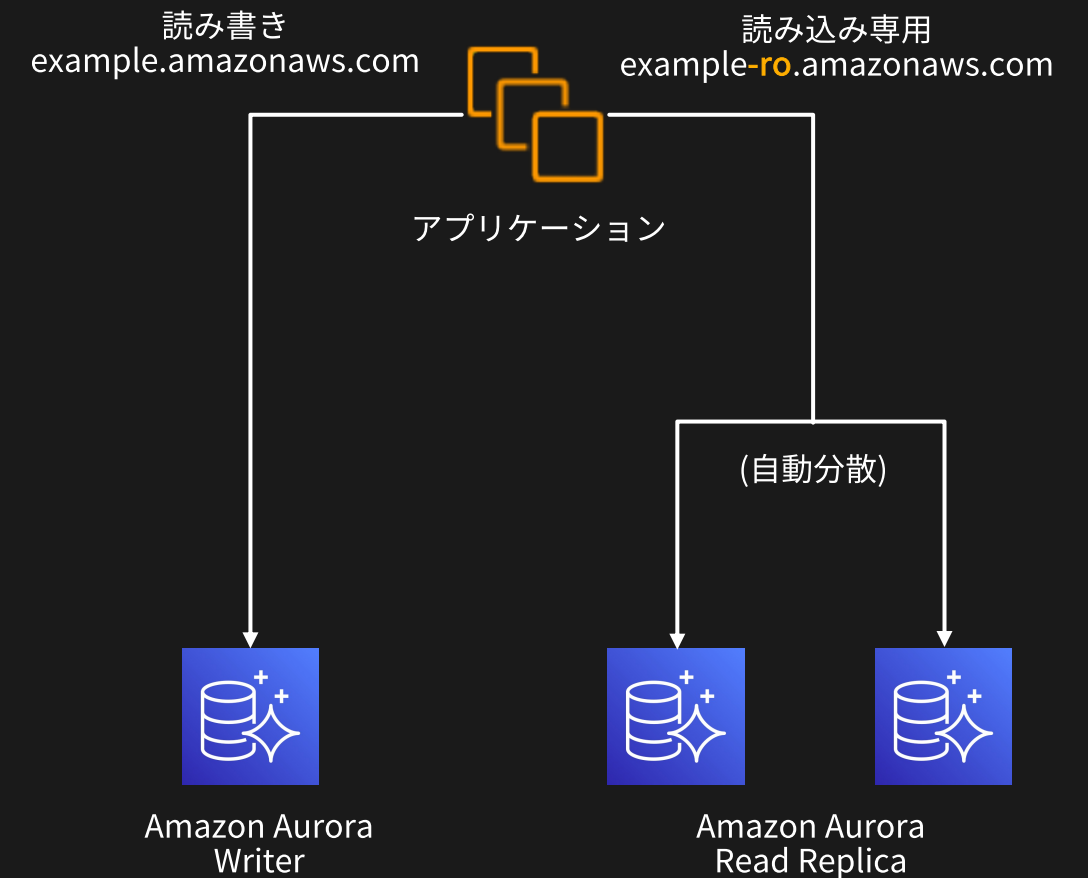 読み書き
example.amazonaws.com
読み込み専用
example-ro.amazonaws.com
アプリケーション
(自動分散)
Amazon Aurora
Writer
Amazon Aurora
Read Replica